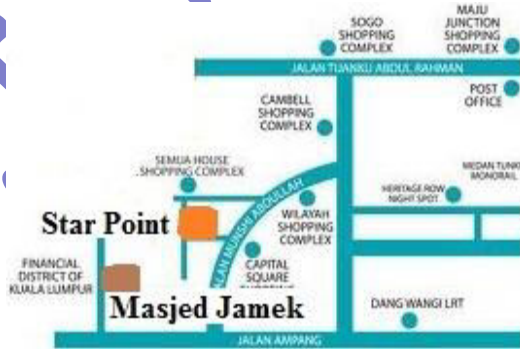 SOGO
SHOPPING
COMPLEX
MAJU
JUNCTION
SHOPPING
COMPLEX
JALAN TUANKU ABDUL RAHMAN
POST
OFFICE
CAMBELL
SHOPPING
COMPLEX
SEMUA HOUSE
.SHOPPING COMPLEX
MEDAN TUNK
MONORAIL
HERITAGE ROW
NIGHT SPOT
JALAN MUNSHI ABDULLAH
Star Point
WILAYAH
SHOPPING
COMPLEX
FINANCIAL
DISTRICT OF
KUALA LUMPUR
CAPITAL
SQUARE
Masjed Jamek
DANG WANGI LRT
JALAN AMPANG